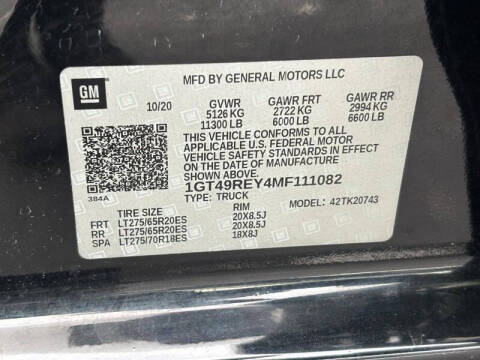 GM
MFD BY GENERAL MOTORS LLC
10/20 GVWR GAWR FRT GAWR RR
5126 KG 2722 KG 2994 KG
11300 LB 6000 LB 6600 LB
THIS VEHICLE CONFORMS TO ALL
APPLICABLE U.S. FEDERAL MOTOR
VEHICLE SAFETY STANDARDS IN EFFECT
ON THE DATE OF MANUFACTURE
SHOWN ABOVE.
1GT49REY4MF111082
384A TYPE: TRUCK MODEL: 42TK20743
TIRE SIZE RIM
FRT LT275/65R20ES 20X8.5J
RR LT275/65R20ES 20X8.5J
SPA LT275/70R18ES 18X8J